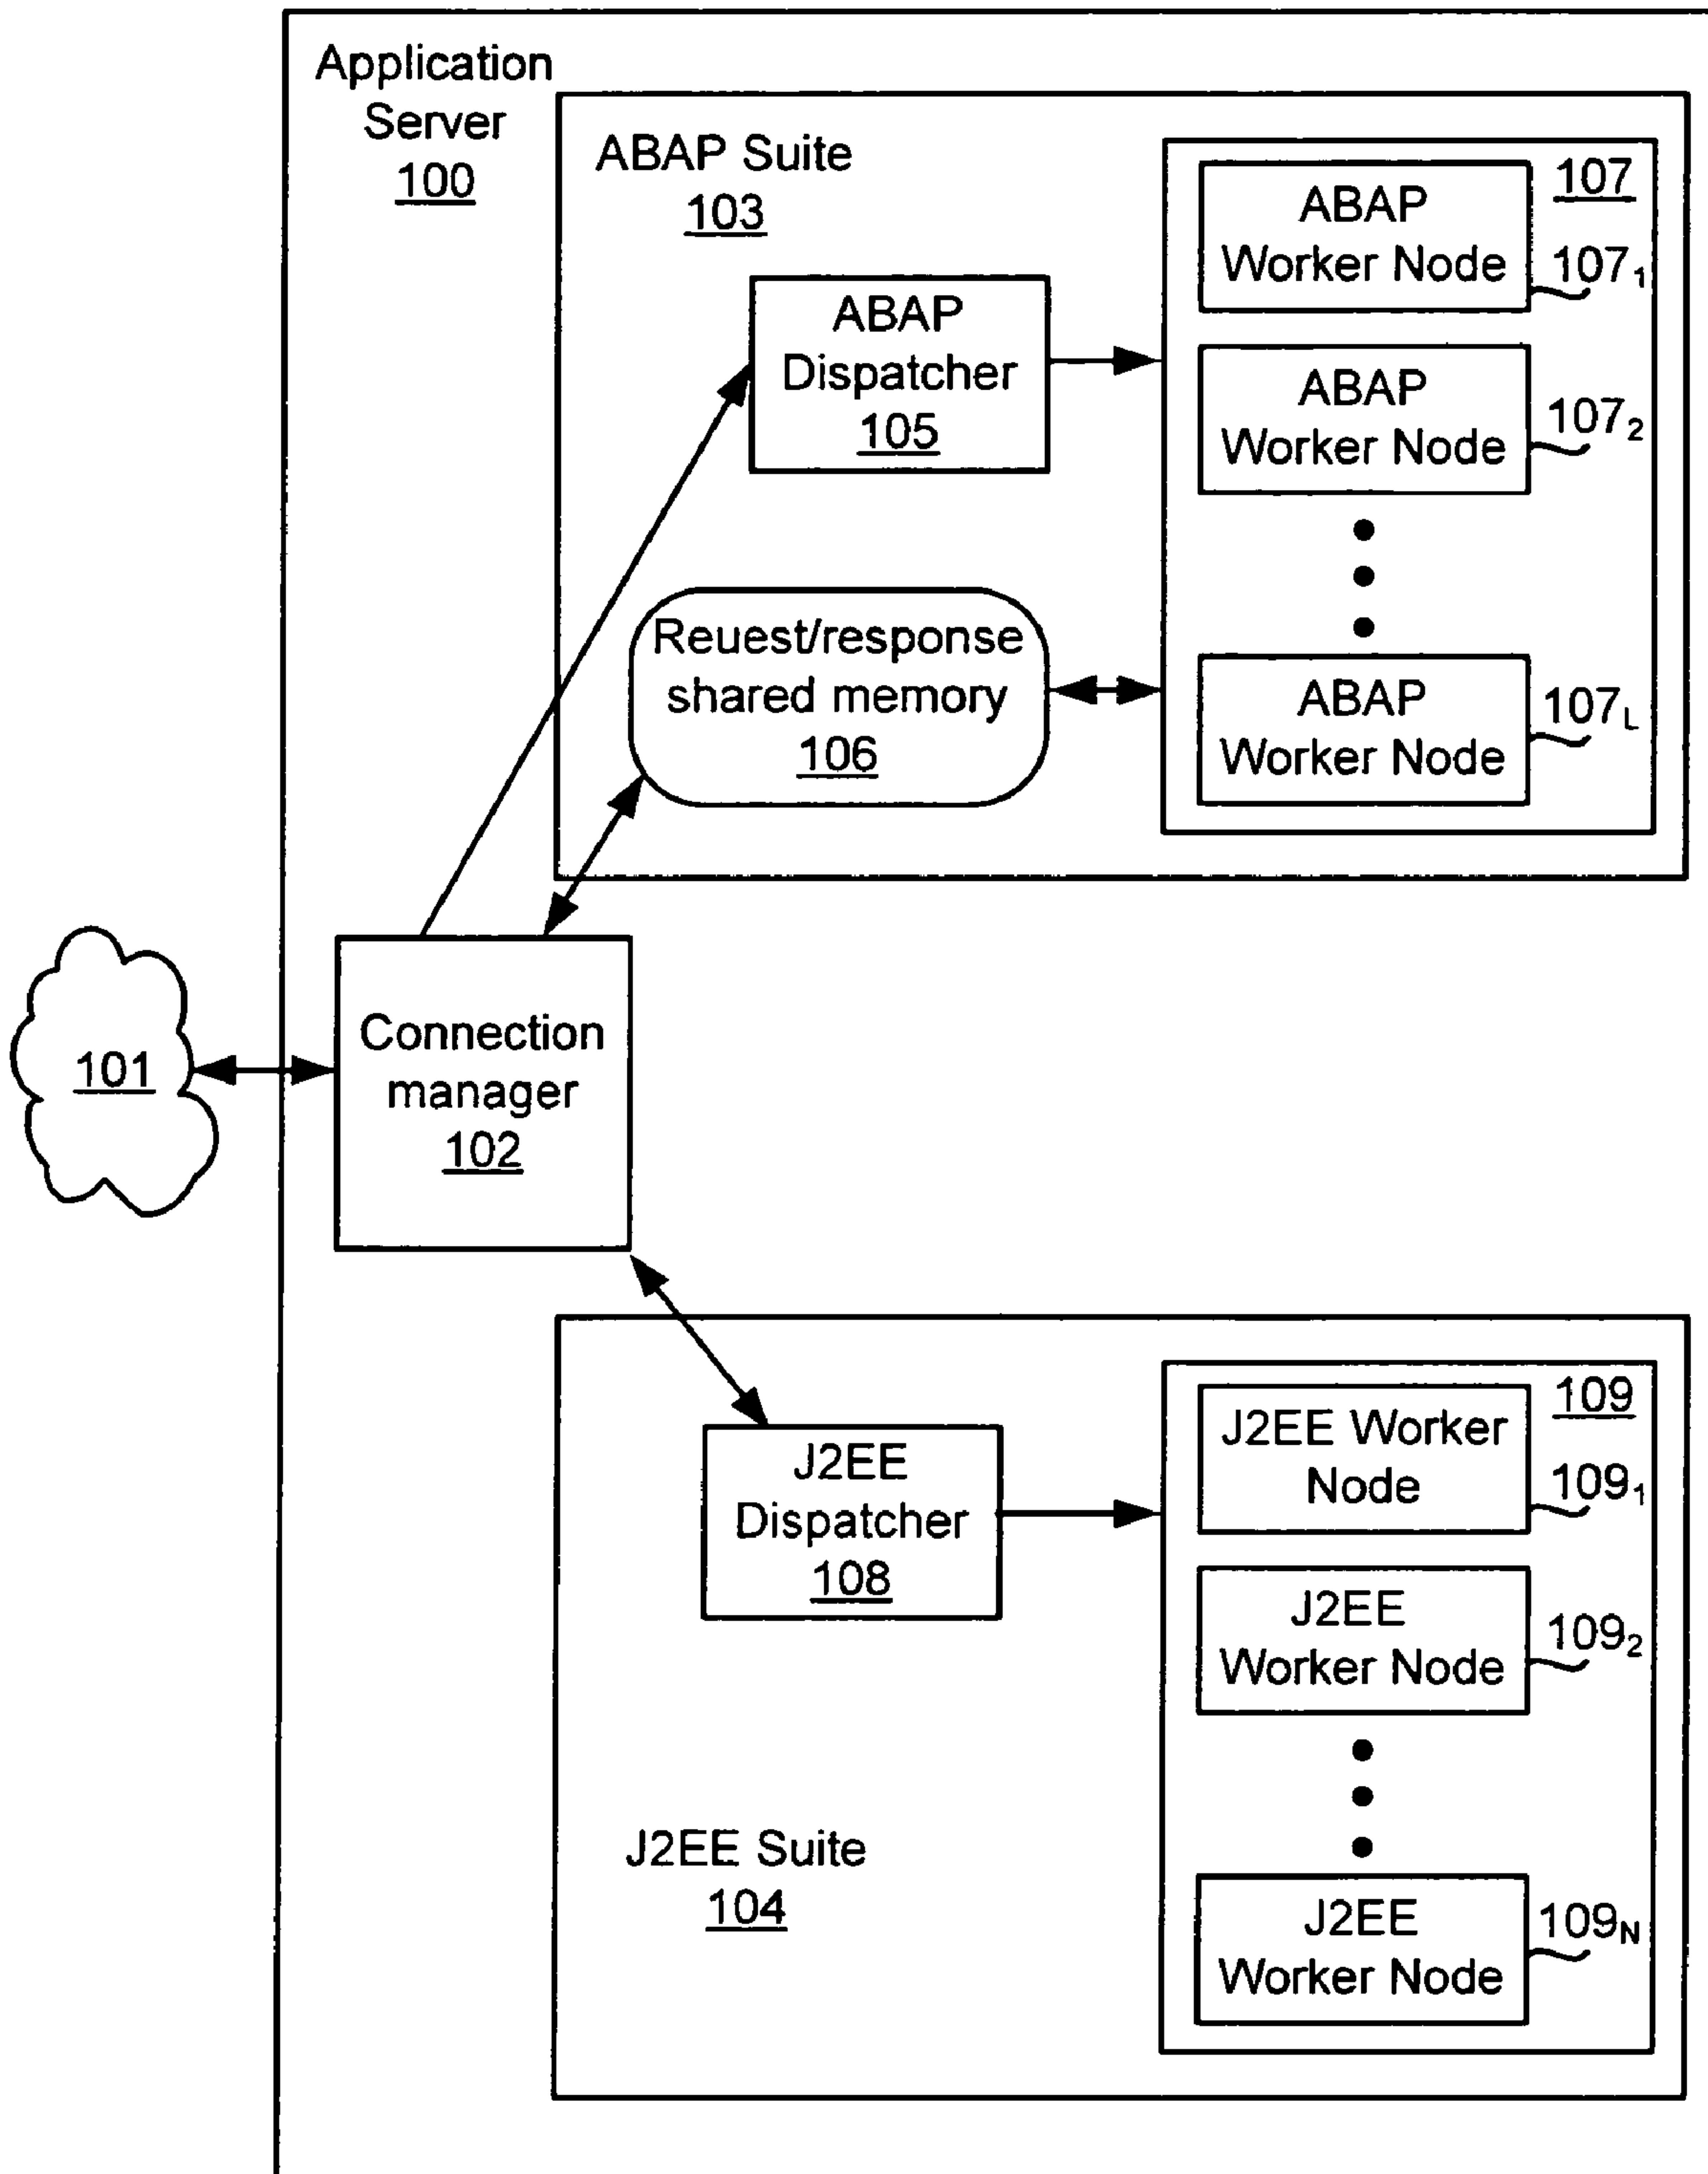 Application
Server
100
ABAP Suite
103
107
ABAP
Worker Node
107₁
ABAP
Dispatcher
105
ABAP
Worker Node
107₂
Reuest/response
shared memory
106
ABAP
Worker Node
107L
101
Connection
manager
102
109
J2EE Worker
Node
109₁
J2EE
Dispatcher
108
J2EE
Worker Node
109₂
J2EE Suite
104
J2EE
Worker Node
109N